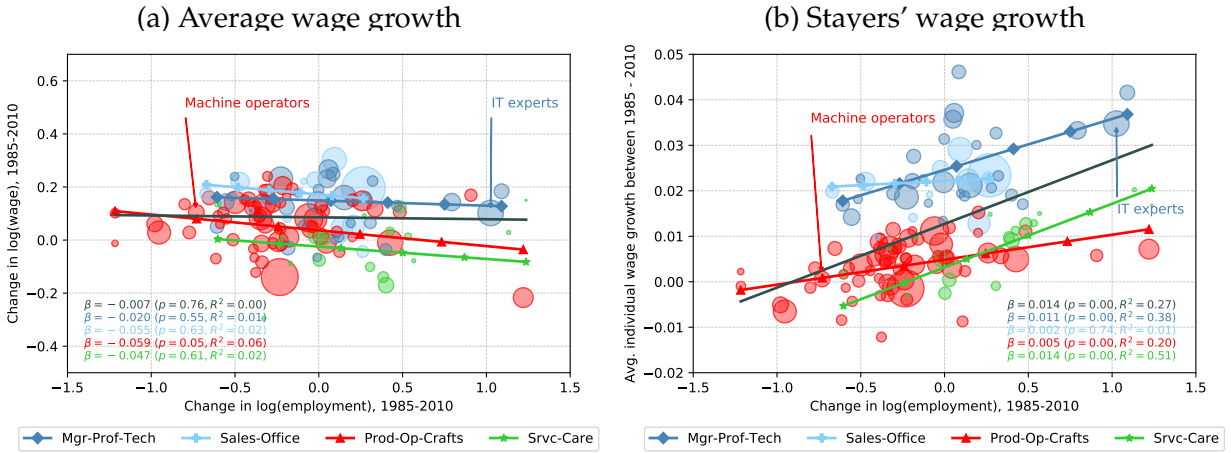 (a) Average wage growth
Change in log(wage), 1985-2010
0.6
0.4
0.2
0.0
−0.2
−0.4
Machine operators
IT experts
β = − 0.007 (p = 0.76, R² = 0.00)
β = − 0.020 (p = 0.55, R² = 0.01)
β = − 0.055 (p = 0.63, R² = 0.02)
β = − 0.059 (p = 0.05, R² = 0.06)
β = − 0.047 (p = 0.61, R² = 0.02)
−1.5 −1.0 −0.5 0.0 0.5 1.0 1.5
Change in log(employment), 1985-2010
Mgr-Prof-Tech Sales-Office Prod-Op-Crafts Srvc-Care
(b) Stayers’ wage growth
Avg. individual wage growth between 1985 - 2010
0.05
0.04
0.03
0.02
0.01
0.00
−0.01
−0.02
Machine operators
IT experts
β = 0.014 (p = 0.00, R² = 0.27)
β = 0.011 (p = 0.00, R² = 0.38)
β = 0.002 (p = 0.74, R² = 0.01)
β = 0.005 (p = 0.00, R² = 0.20)
β = 0.014 (p = 0.00, R² = 0.51)
−1.5 −1.0 −0.5 0.0 0.5 1.0 1.5
Change in log(employment), 1985-2010
Mgr-Prof-Tech Sales-Office Prod-Op-Crafts Srvc-Care